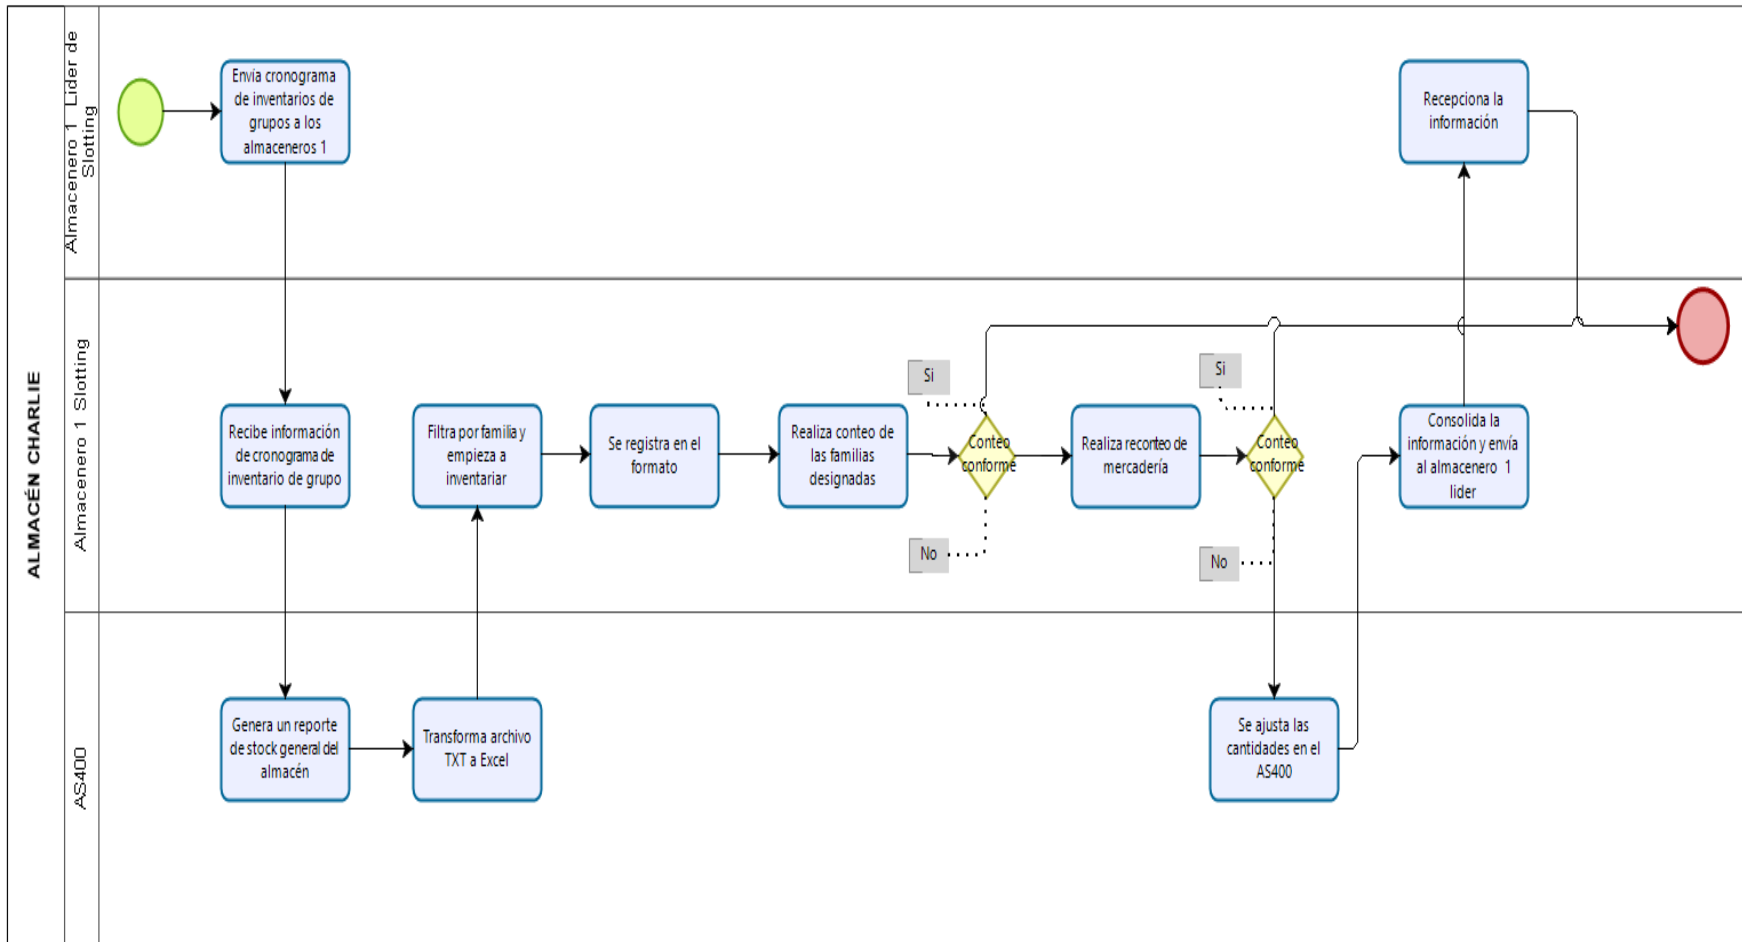 ALMACÉN CHARLIE
Almacenero 1 Lider de
Slotting
Envía cronograma
de inventarios de
grupos a los
almaceneros 1
Recepciona la
información
Almacenero 1 Slotting
Recibe información
de cronograma de
inventario de grupo
Filtra por familia y
empieza a
inventariar
Se registra en el
formato
Realiza conteo de
las familias
designadas
Si
Conteo
conforme
No
Realiza reconteo de
mercadería
Si
Conteo
conforme
No
Consolida la
información y envía
al almacenero 1
lider
AS400
Genera un reporte
de stock general del
almacén
Transforma archivo
TXT a Excel
Se ajusta las
cantidades en el
AS400